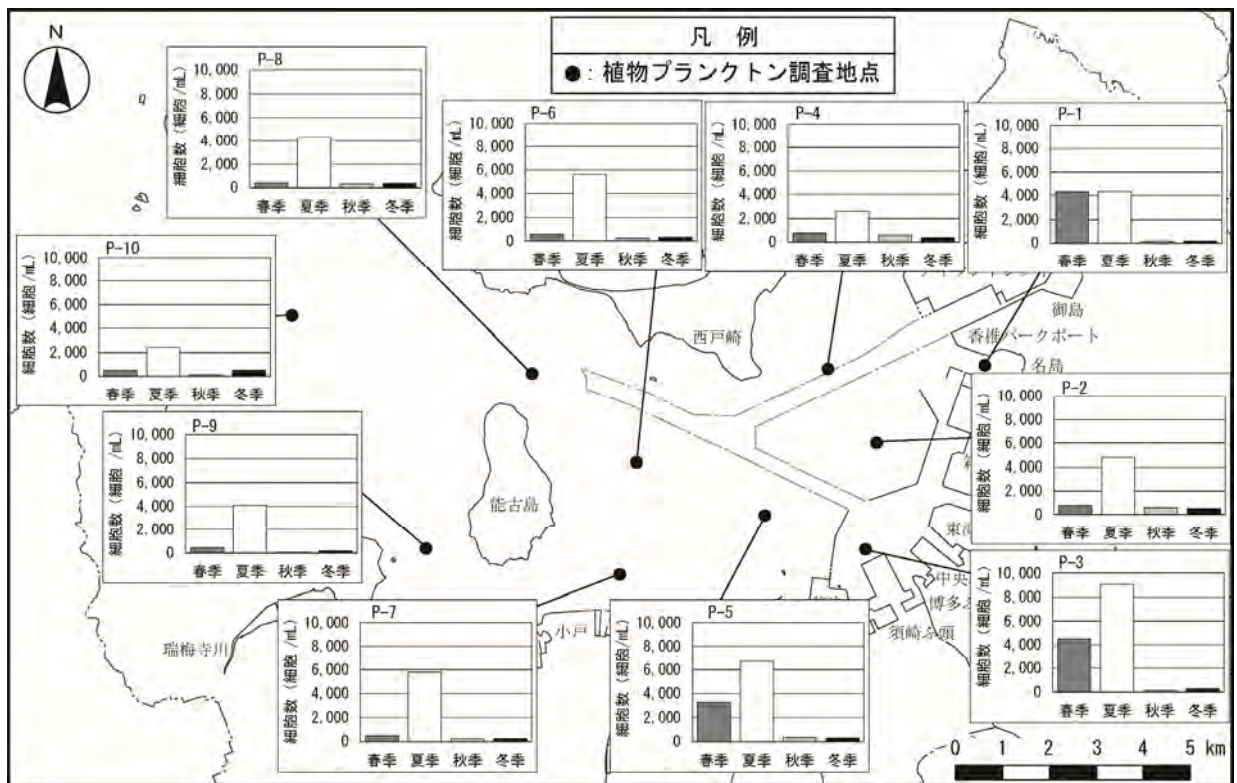 N
凡 例
●：植物プランクトン調査地点
P-8
細胞数（細胞/mL）
10,000
8,000
6,000
4,000
2,000
0
春季 夏季 秋季 冬季
P-6
細胞数（細胞/mL）
10,000
8,000
6,000
4,000
2,000
0
春季 夏季 秋季 冬季
P-4
細胞数（細胞/mL）
10,000
8,000
6,000
4,000
2,000
0
春季 夏季 秋季 冬季
P-1
細胞数（細胞/mL）
10,000
8,000
6,000
4,000
2,000
0
春季 夏季 秋季 冬季
P-10
細胞数（細胞/mL）
10,000
8,000
6,000
4,000
2,000
0
春季 夏季 秋季 冬季
御島
香椎パークポート
西戸崎
名島
P-2
細胞数（細胞/mL）
10,000
8,000
6,000
4,000
2,000
0
春季 夏季 秋季 冬季
P-9
細胞数（細胞/mL）
10,000
8,000
6,000
4,000
2,000
0
春季 夏季 秋季 冬季
能古島
東
中央
博多ふ
須崎ふ頭
P-3
細胞数（細胞/mL）
10,000
8,000
6,000
4,000
2,000
0
春季 夏季 秋季 冬季
瑞梅寺川
P-7
細胞数（細胞/mL）
10,000
8,000
6,000
4,000
2,000
0
春季 夏季 秋季 冬季
小戸
P-5
細胞数（細胞/mL）
10,000
8,000
6,000
4,000
2,000
0
春季 夏季 秋季 冬季
0 1 2 3 4 5 km